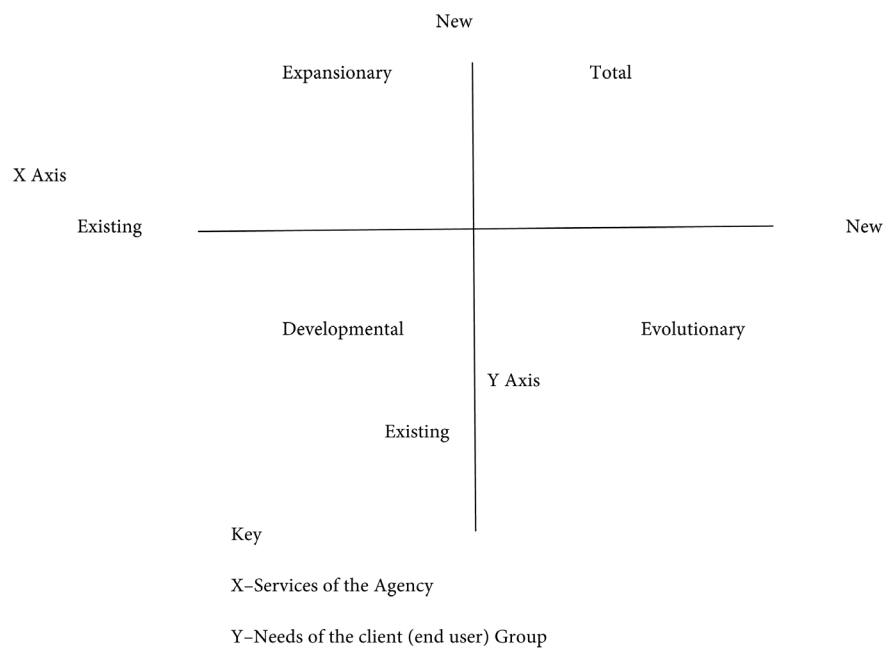 New
Expansionary Total
X Axis
Existing New
Developmental Evolutionary
Y Axis
Existing
Key
X–Services of the Agency
Y–Needs of the client (end user) Group